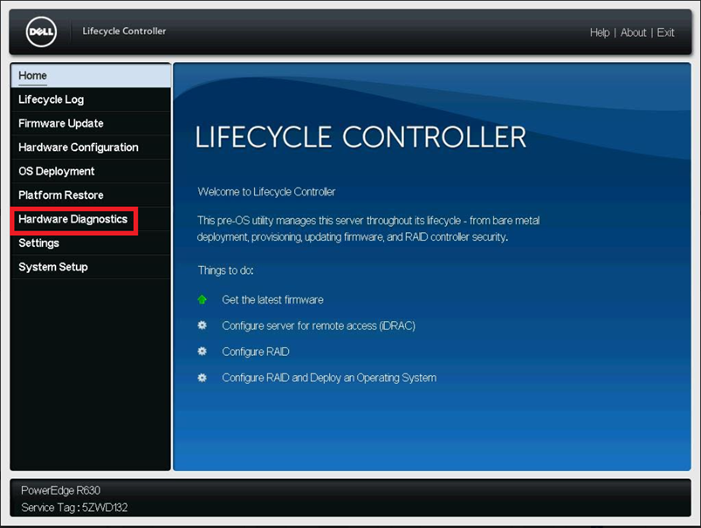 DELL
Lifecycle Controller
Help | About | Exit
Home
Lifecycle Log
Firmware Update
Hardware Configuration
OS Deployment
Platform Restore
Hardware Diagnostics
Settings
System Setup
LIFECYCLE CONTROLLER
Welcome to Lifecycle Controller
This pre-OS utility manages this server throughout its lifecycle - from bare metal
deployment, provisioning, updating firmware, and RAID controller security.
Things to do:
Get the latest firmware
Configure server for remote access (iDRAC)
Configure RAID
Configure RAID and Deploy an Operating System
PowerEdge R630
Service Tag : 5ZWD132